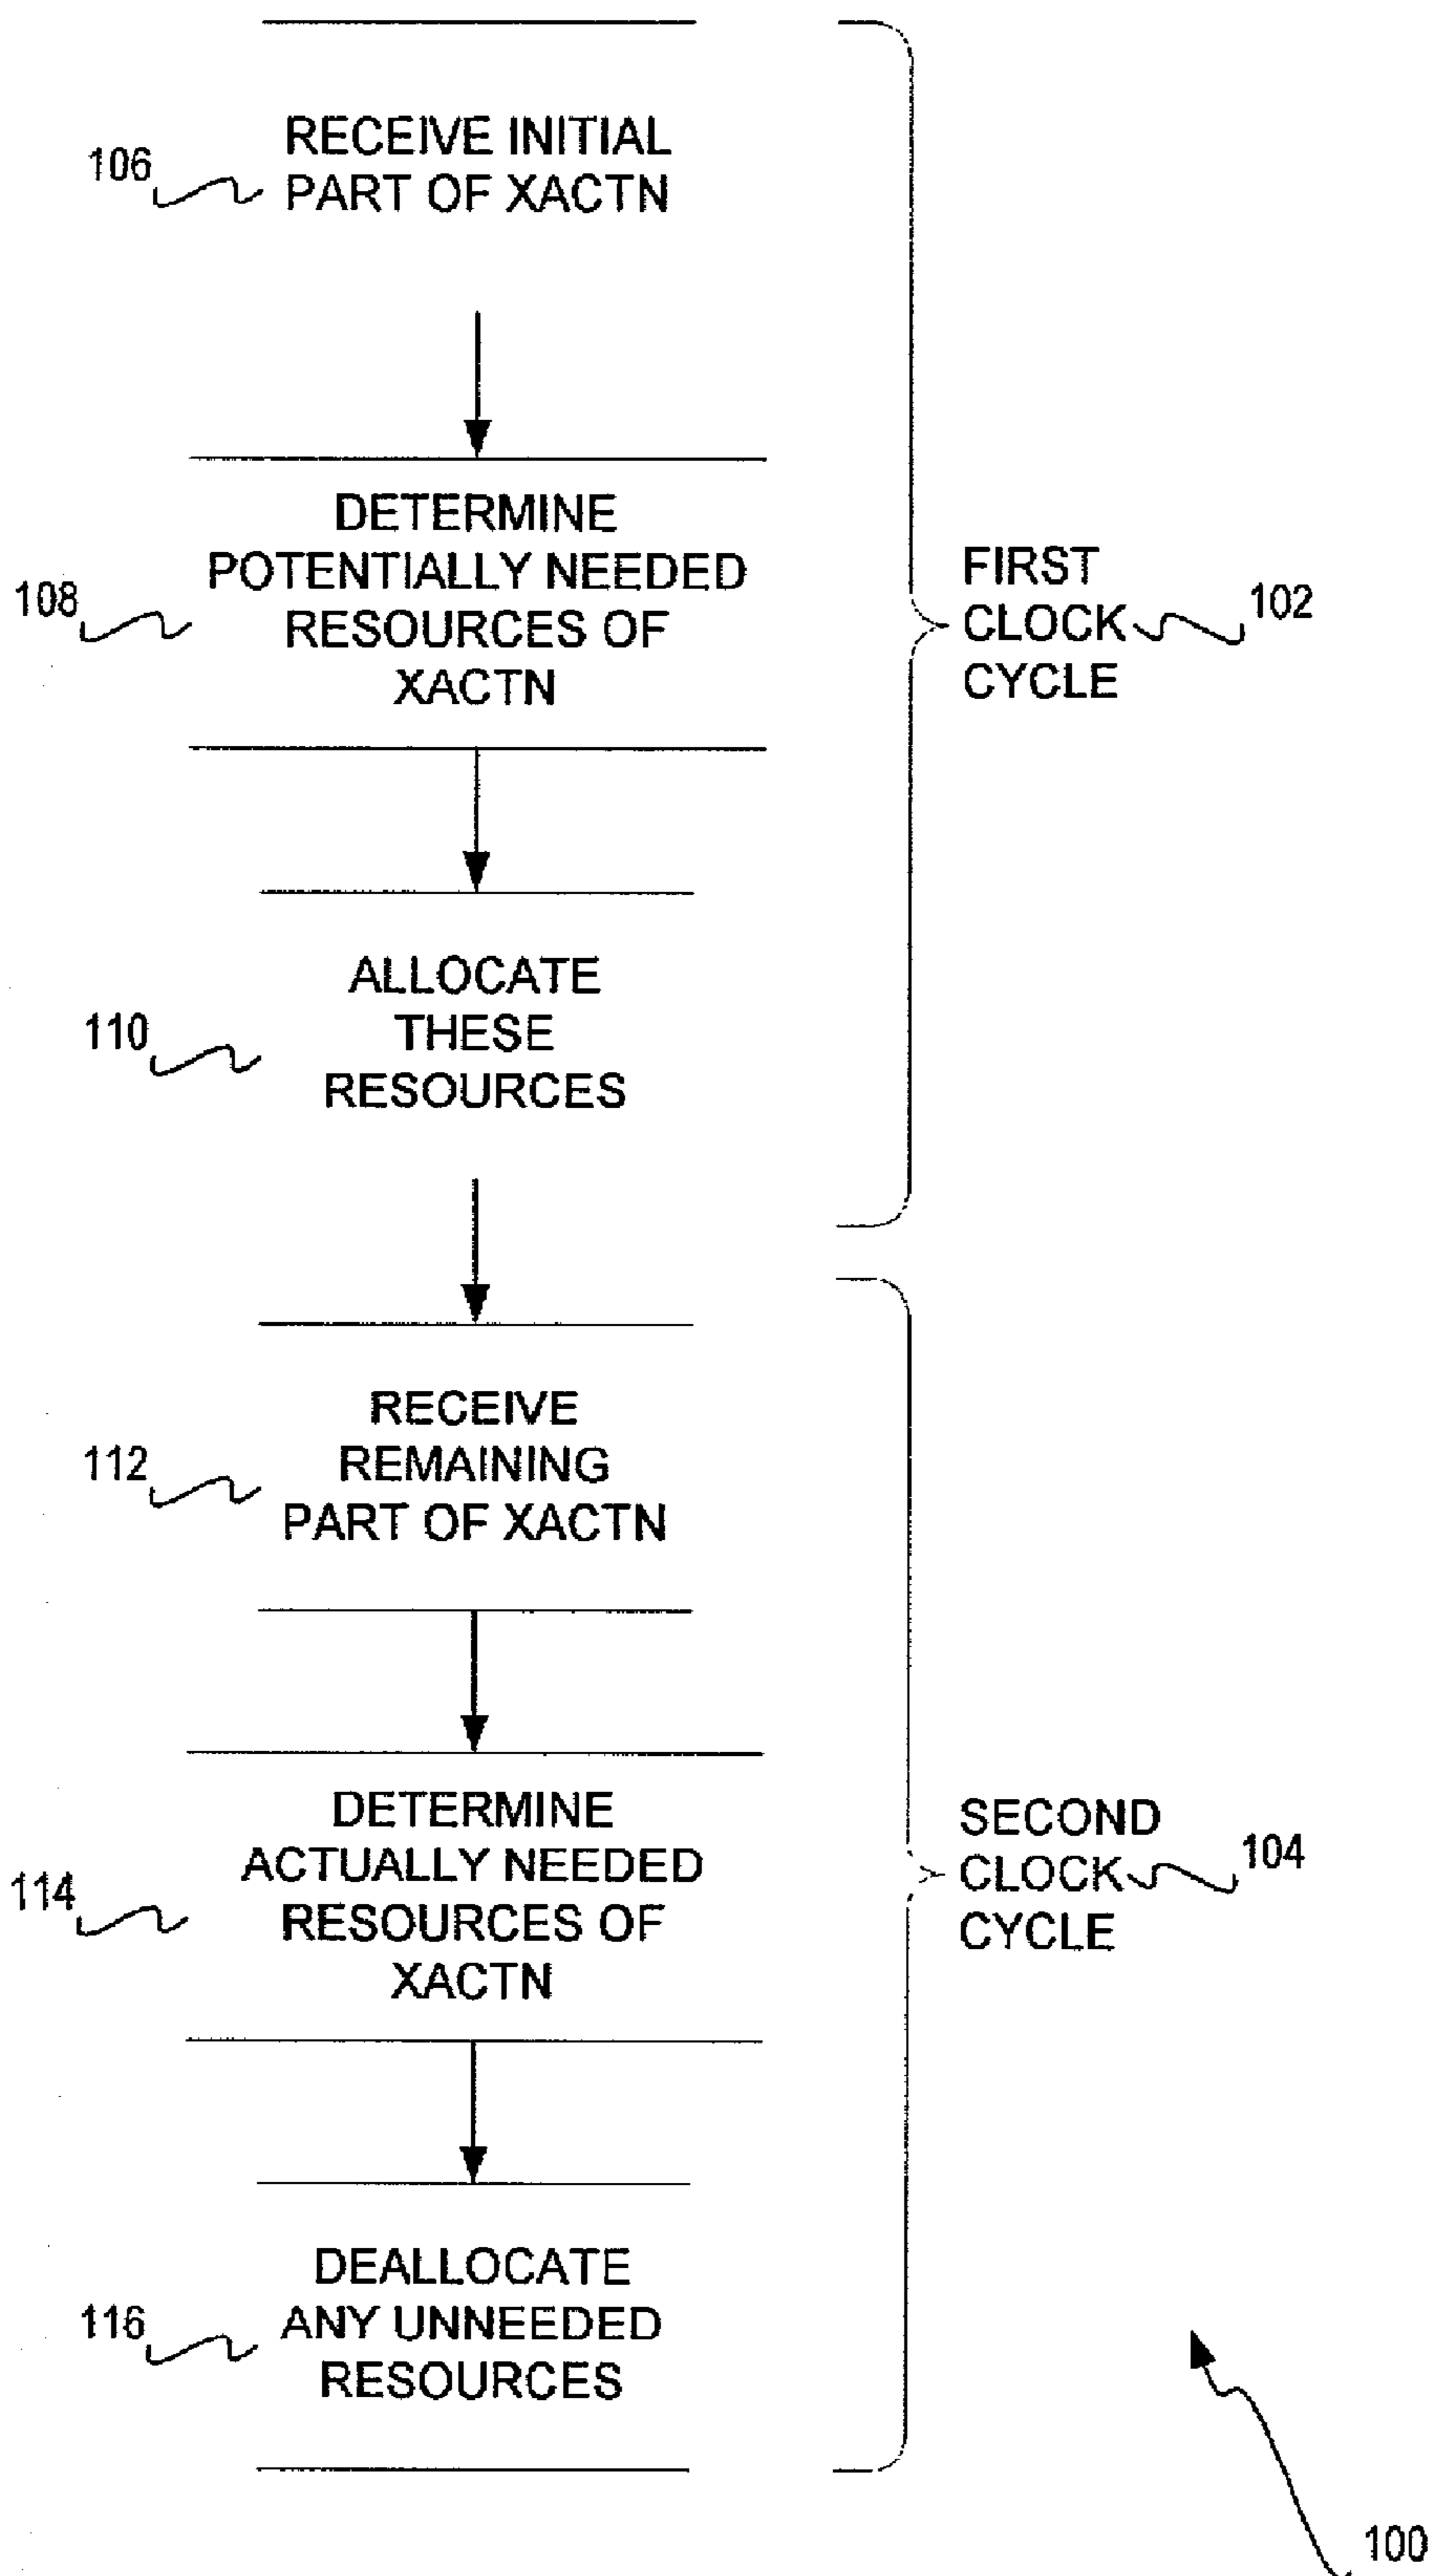 106
RECEIVE INITIAL
PART OF XACTN
108
DETERMINE
POTENTIALLY NEEDED
RESOURCES OF
XACTN
FIRST
CLOCK
CYCLE
102
110
ALLOCATE
THESE
RESOURCES
112
RECEIVE
REMAINING
PART OF XACTN
114
DETERMINE
ACTUALLY NEEDED
RESOURCES OF
XACTN
SECOND
CLOCK
CYCLE
104
116
DEALLOCATE
ANY UNNEEDED
RESOURCES
100